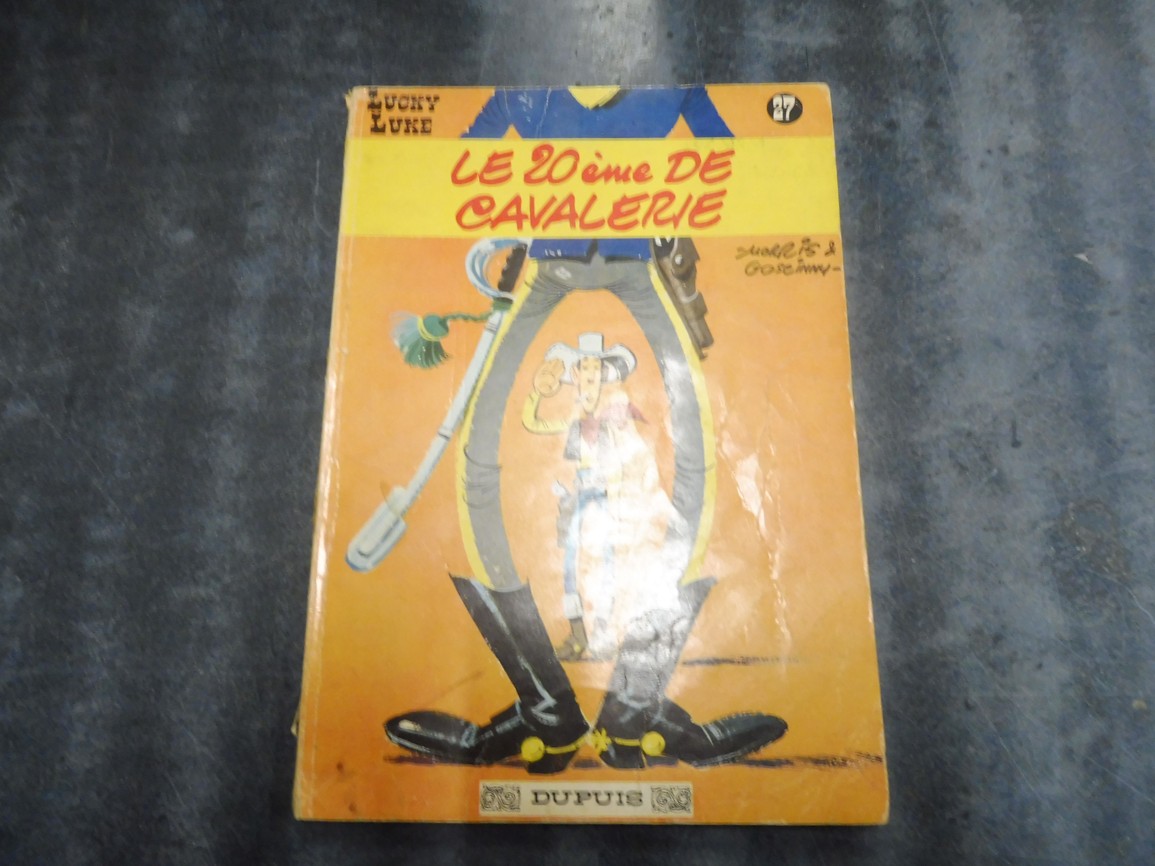 LUCKY
LUKE
27
LE 20ème DE
CAVALERIE
MORRIS &
GOSCINNY-
DUPUIS